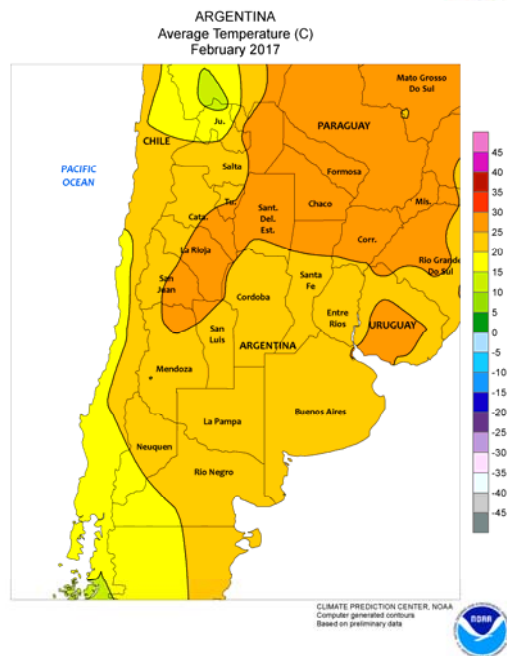 ARGENTINA
Average Temperature (C)
February 2017
Mato Grosso
Do Sul
Ju.
PARAGUAY
CHILE
PACIFIC
OCEAN
Salta
Formosa
Tu.
Chaco
Mis.
Sant.
Del.
Est.
Cata.
Corr.
La Rioja
Rio Grande
Do Sul
San
Juan
Santa
Fe
Cordoba
Entre
Rios
URUGUAY
San
Luis
ARGENTINA
Mendoza
Buenos Aires
La Pampa
Neuquen
Rio Negro
45
40
35
30
25
20
15
10
5
0
-5
-10
-15
-20
-25
-30
-35
-40
-45
CLIMATE PREDICTION CENTER, NOAA
Computer generated contours
Based on preliminary data
NOAA